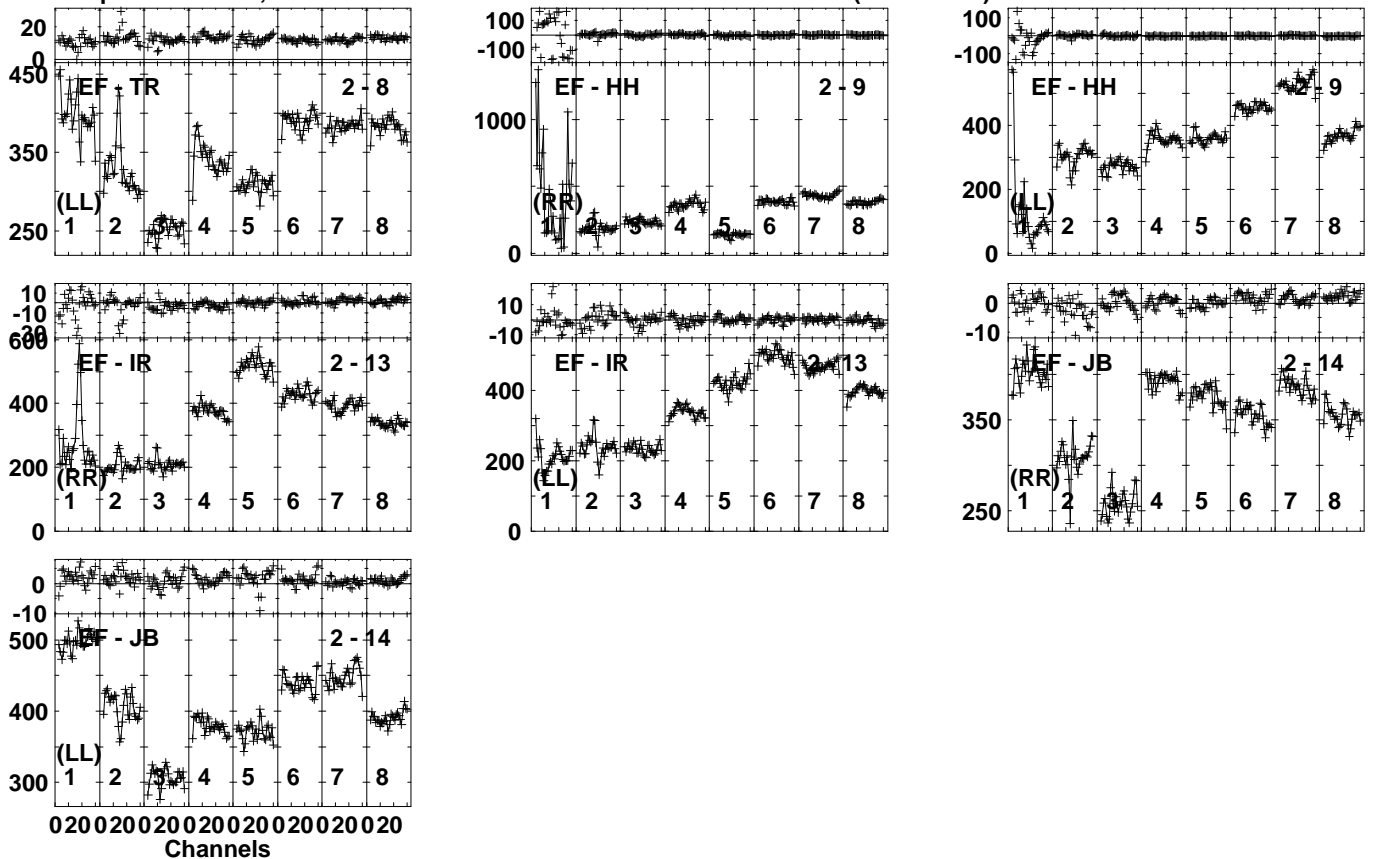 20
0
450
350
250
EF - TR 2 - 8
(LL)
1 2 3 4 5 6 7 8
100
-100
1000
0
EF - HH 2 - 9
(RR)
1 2 3 4 5 6 7 8
100
-100
400
200
0
EF - HH 2 - 9
(LL)
1 2 3 4 5 6 7 8
10
-10
600
400
200
0
EF - IR 2 - 13
(RR)
1 2 3 4 5 6 7 8
10
-10
400
200
0
EF - IR 2 - 13
(LL)
1 2 3 4 5 6 7 8
0
-10
350
250
EF - JB 2 - 14
(RR)
1 2 3 4 5 6 7 8
0
-10
500
400
300
EF - JB 2 - 14
(LL)
1 2 3 4 5 6 7 8
0 20 0 20 0 20 0 20 0 20 0 20 0 20 0 20
Channels